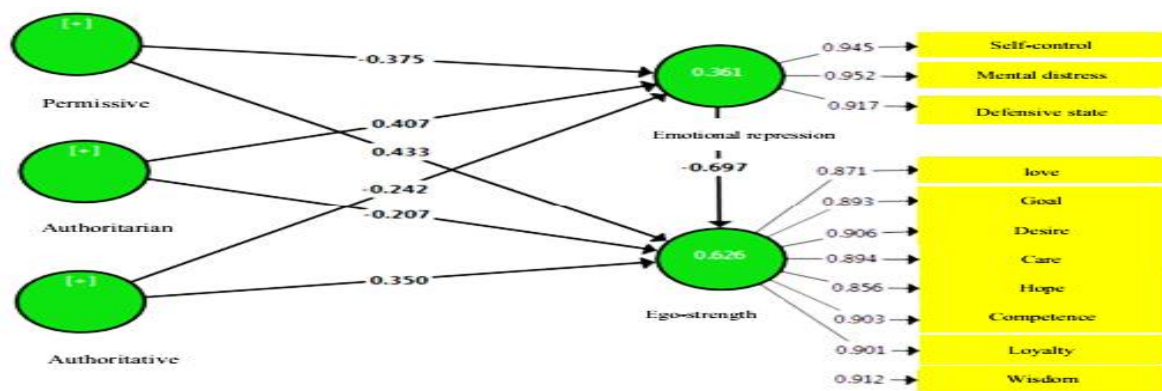 [+]
Permissive
[+]
Authoritarian
[+]
Authoritative
-0.375
0.407
0.433
-0.242
-0.207
0.350
0.361
Emotional repression
-0.697
0.626
Ego-strength
0.945 Self-control
0.952 Mental distress
0.917 Defensive state
0.871 love
0.893 Goal
0.906 Desire
0.894 Care
0.856 Hope
0.903 Competence
0.901 Loyalty
0.912 Wisdom